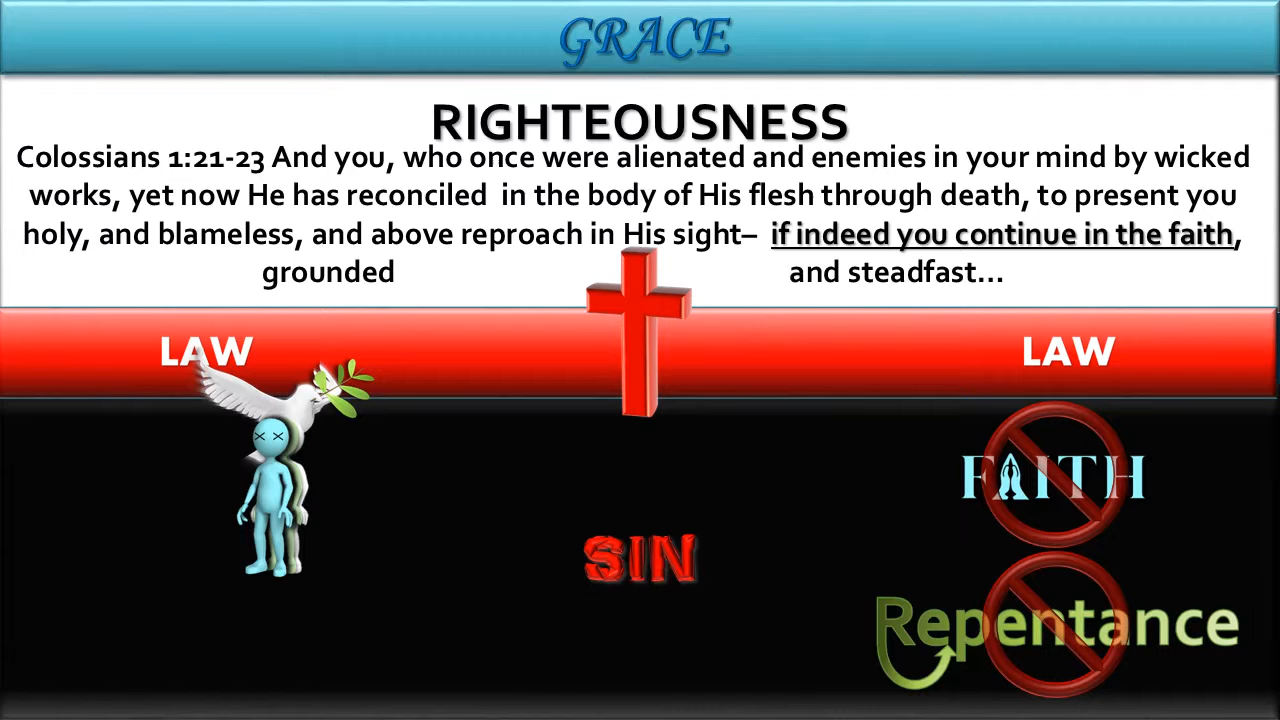 GRACE
RIGHTEOUSNESS
Colossians 1:21-23 And you, who once were alienated and enemies in your mind by wicked
works, yet now He has reconciled in the body of His flesh through death, to present you
holy, and blameless, and above reproach in His sight– if indeed you continue in the faith,
grounded and steadfast...
LAW LAW
FAITH
SIN
Repentance